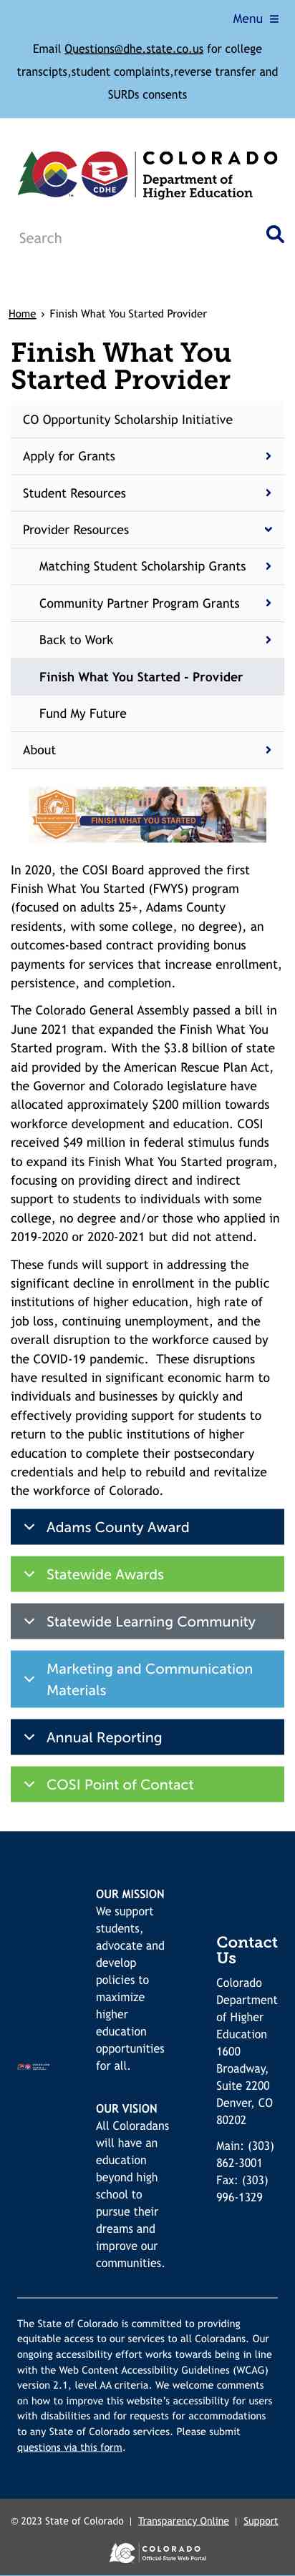 Menu
Email Questions@dhe.state.co.us for college
transcipts,student complaints,reverse transfer and
SURDs consents
CDHE
COLORADO
Department of
Higher Education
Search
Home › Finish What You Started Provider
Finish What You
Started Provider
CO Opportunity Scholarship Initiative
Apply for Grants
Student Resources
Provider Resources
Matching Student Scholarship Grants
Community Partner Program Grants
Back to Work
Finish What You Started - Provider
Fund My Future
About
FINISH WHAT YOU STARTED
In 2020, the COSI Board approved the first
Finish What You Started (FWYS) program
(focused on adults 25+, Adams County
residents, with some college, no degree), an
outcomes-based contract providing bonus
payments for services that increase enrollment,
persistence, and completion.
The Colorado General Assembly passed a bill in
June 2021 that expanded the Finish What You
Started program. With the $3.8 billion of state
aid provided by the American Rescue Plan Act,
the Governor and Colorado legislature have
allocated approximately $200 million towards
workforce development and education. COSI
received $49 million in federal stimulus funds
to expand its Finish What You Started program,
focusing on providing direct and indirect
support to students to individuals with some
college, no degree and/or those who applied in
2019-2020 or 2020-2021 but did not attend.
These funds will support in addressing the
significant decline in enrollment in the public
institutions of higher education, high rate of
job loss, continuing unemployment, and the
overall disruption to the workforce caused by
the COVID-19 pandemic.  These disruptions
have resulted in significant economic harm to
individuals and businesses by quickly and
effectively providing support for students to
return to the public institutions of higher
education to complete their postsecondary
credentials and help to rebuild and revitalize
the workforce of Colorado.
Adams County Award
Statewide Awards
Statewide Learning Community
Marketing and Communication
Materials
Annual Reporting
COSI Point of Contact
OUR MISSION
We support
students,
advocate and
develop
policies to
maximize
higher
education
opportunities
for all.
OUR VISION
All Coloradans
will have an
education
beyond high
school to
pursue their
dreams and
improve our
communities.
Contact
Us
Colorado
Department
of Higher
Education
1600
Broadway,
Suite 2200
Denver, CO
80202
Main: (303)
862-3001
Fax: (303)
996-1329
The State of Colorado is committed to providing
equitable access to our services to all Coloradans. Our
ongoing accessibility effort works towards being in line
with the Web Content Accessibility Guidelines (WCAG)
version 2.1, level AA criteria. We welcome comments
on how to improve this website's accessibility for users
with disabilities and for requests for accommodations
to any State of Colorado services. Please submit
questions via this form.
© 2023 State of Colorado | Transparency Online | Support
COLORADO
Official State Web Portal